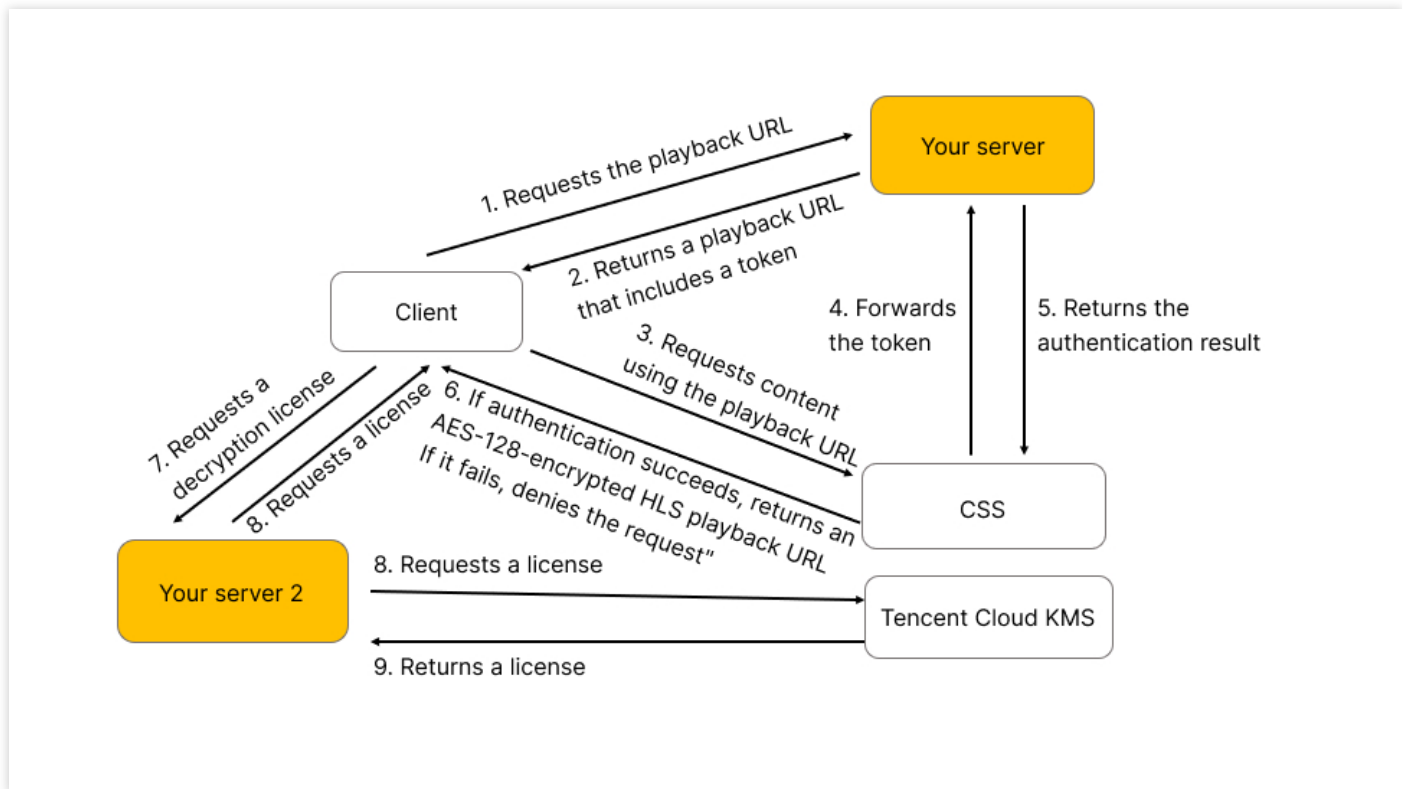 Your server
1. Requests the playback URL
2. Returns a playback URL
that includes a token
Client
4. Forwards
the token
5. Returns the
authentication result
3. Requests content
using the playback URL
7. Requests a
decryption license
8. Requests a license
6. If authentication succeeds, returns an
AES-128-encrypted HLS playback URL
If it fails, denies the request"
CSS
Your server 2
8. Requests a license
Tencent Cloud KMS
9. Returns a license